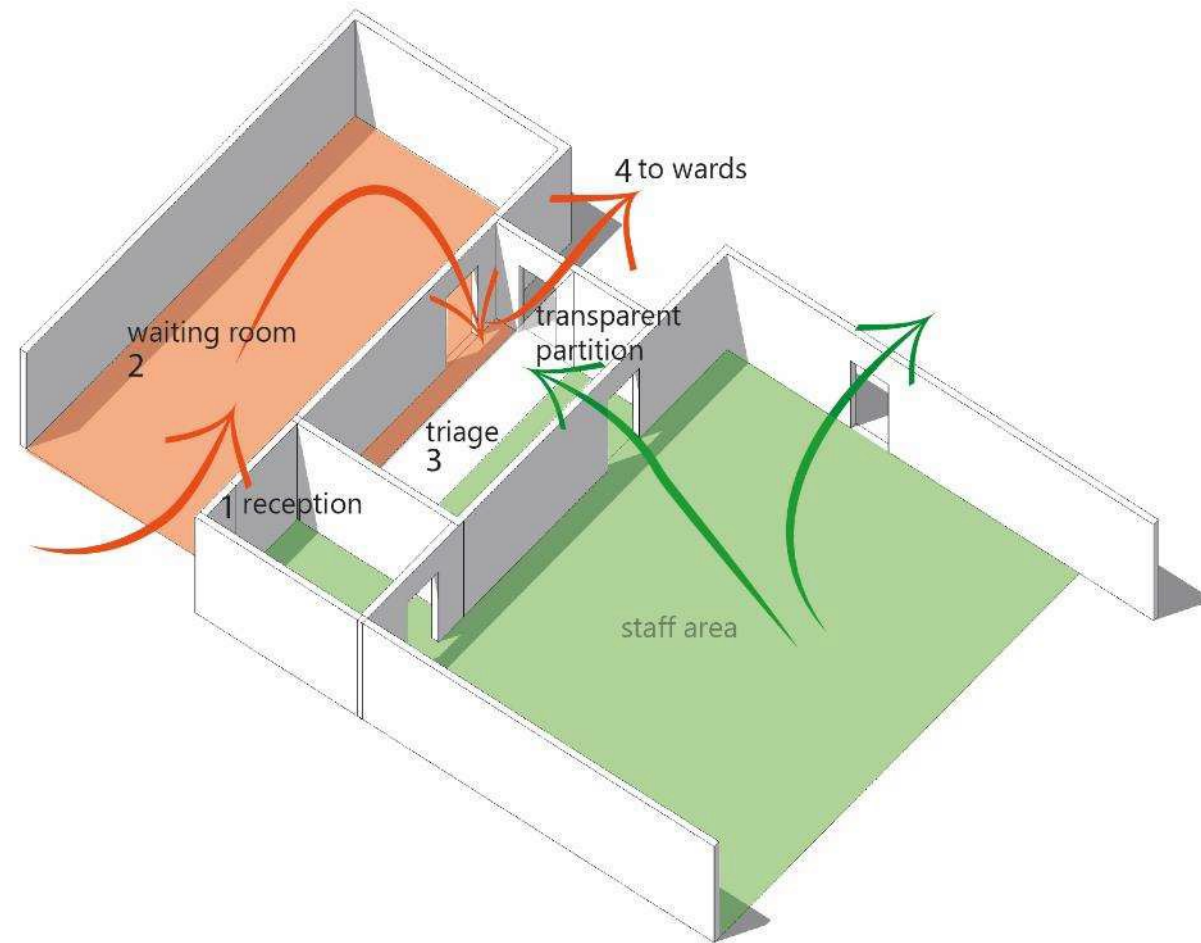 4 to wards
transparent
partition
waiting room
2
triage
3
1 reception
staff area